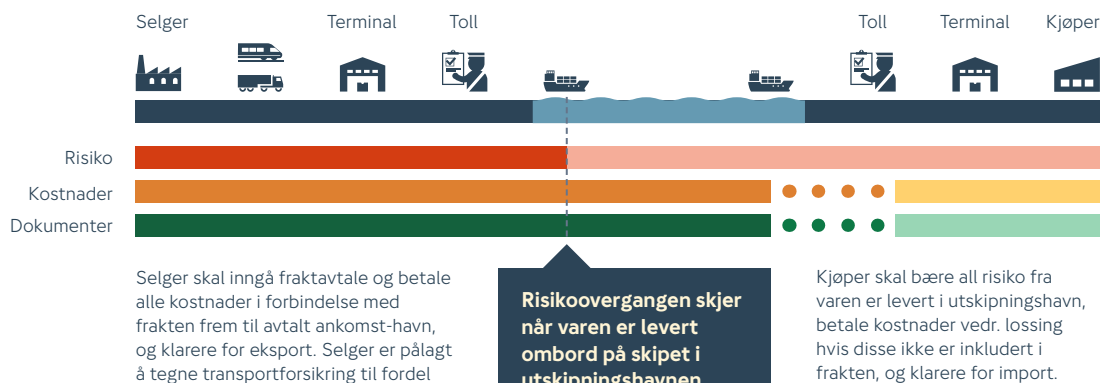 Selger
Terminal
Toll
Toll
Terminal
Kjøper
Risiko
Kostnader
Dokumenter
Selger skal inngå fraktavtale og betale
alle kostnader i forbindelse med
frakten frem til avtalt ankomst-havn,
og klarere for eksport. Selger er pålagt
å tegne transportforsikring til fordel
Risikoovergangen skjer
når varen er levert
ombord på skipet i
utskipningshavnen
Kjøper skal bære all risiko fra
varen er levert i utskipningshavn,
betale kostnader vedr. lossing
hvis disse ikke er inkludert i
frakten, og klarere for import.